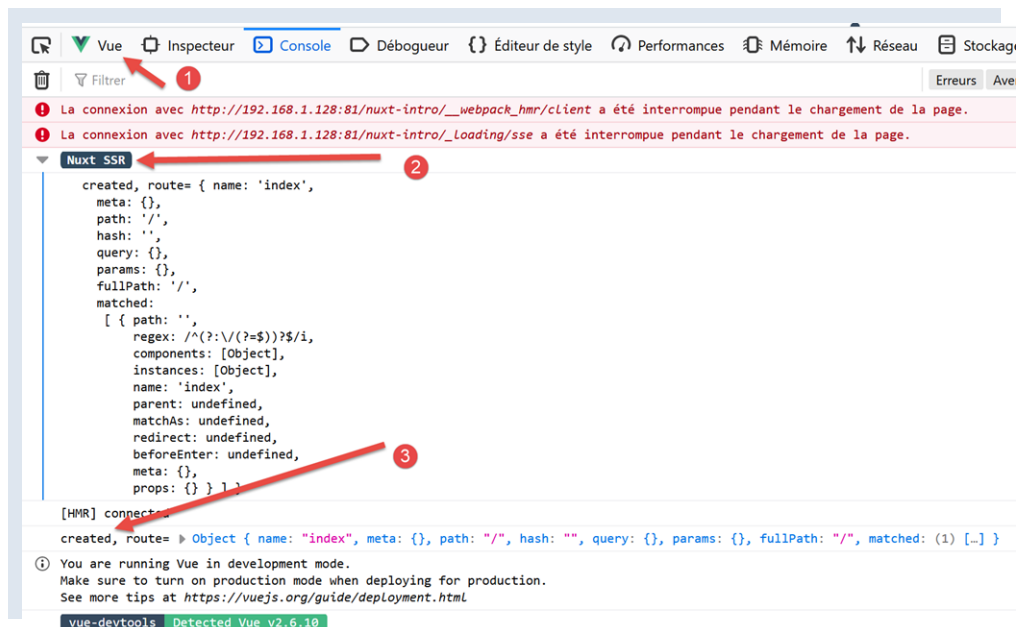 Vue Inspecteur Console Débogueur {} Éditeur de style Performances Mémoire Réseau Stockage
1
Filtrer Erreurs Ave
La connexion avec http://192.168.1.128:81/nuxt-intro/__webpack_hmr/client a été interrompue pendant le chargement de la page.
La connexion avec http://192.168.1.128:81/nuxt-intro/_loading/sse a été interrompue pendant le chargement de la page.
Nuxt SSR
2
created, route= { name: 'index',
meta: {},
path: '/',
hash: '',
query: {},
params: {},
fullPath: '/',
matched:
[ { path: '',
regex: /^(?:\/(?=$))?$/i,
components: [Object],
instances: [Object],
name: 'index',
parent: undefined,
matchAs: undefined,
redirect: undefined,
beforeEnter: undefined,
3
meta: {},
props: {} } ] }
[HMR] connected
created, route= Object { name: "index", meta: {}, path: "/", hash: "", query: {}, params: {}, fullPath: "/", matched: (1) […] }
You are running Vue in development mode.
Make sure to turn on production mode when deploying for production.
See more tips at https://vuejs.org/guide/deployment.html
vue-devtools Detected Vue v2.6.10